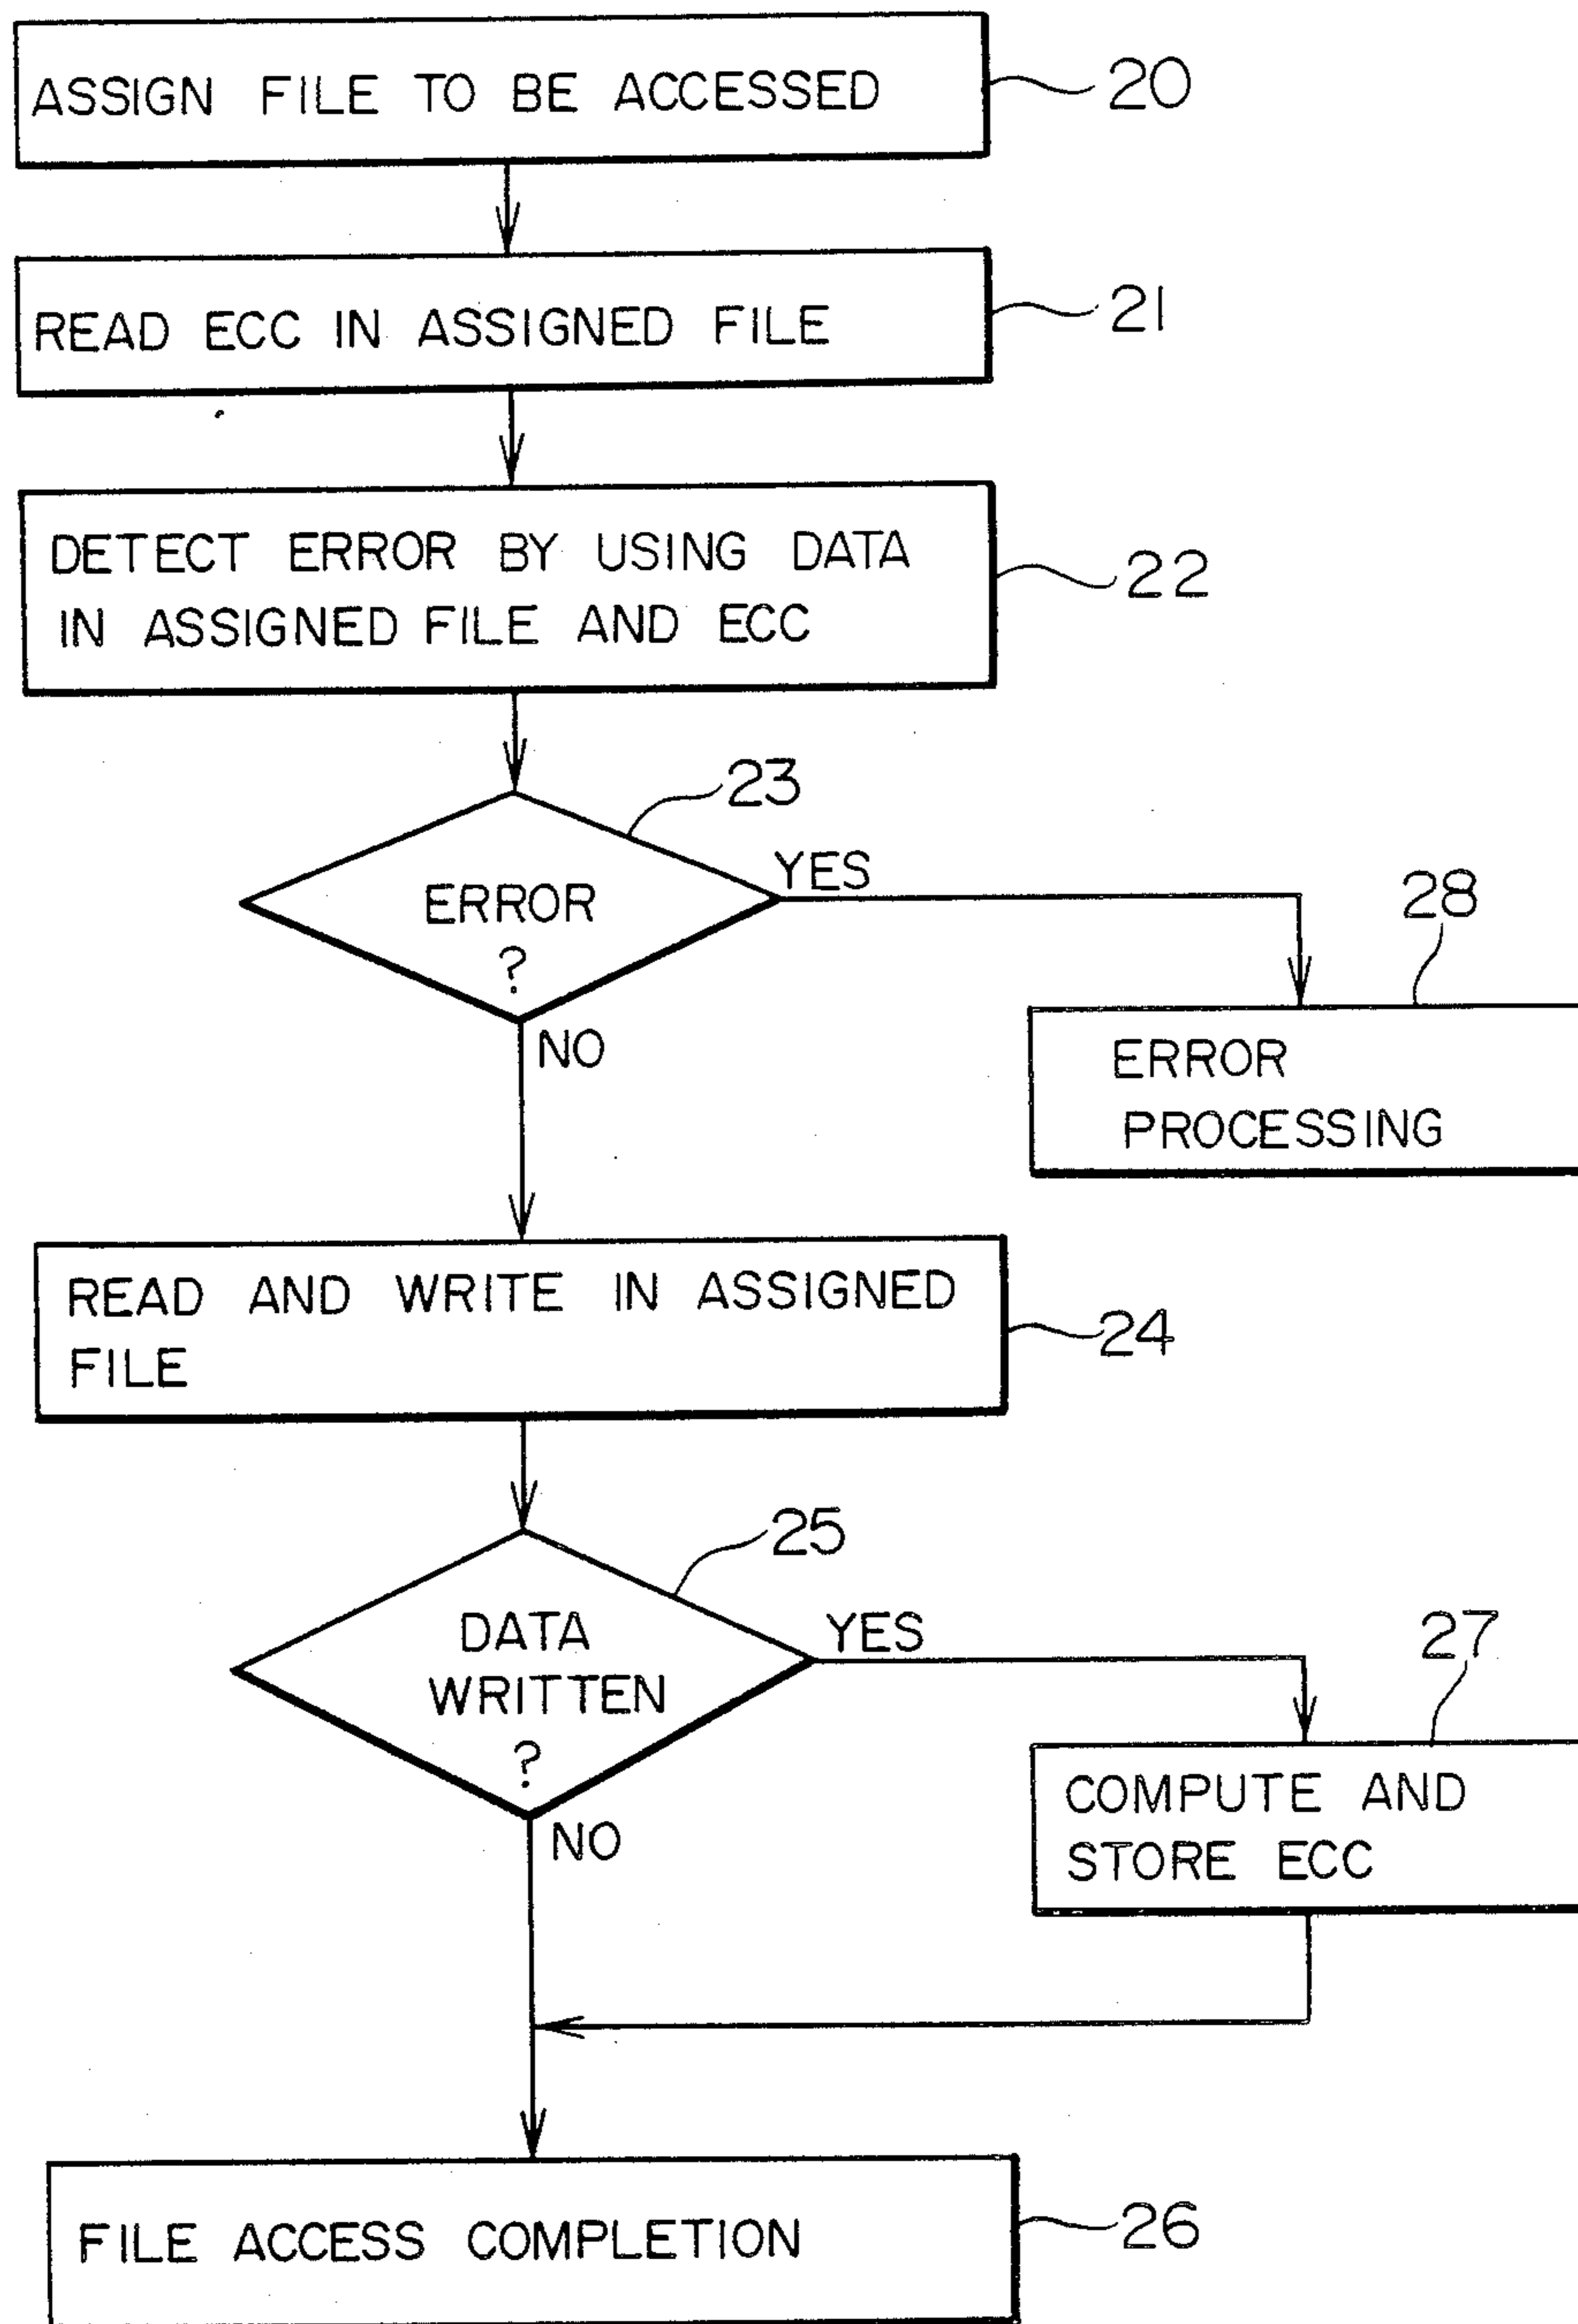 ASSIGN FILE TO BE ACCESSED
20
READ ECC IN ASSIGNED FILE
21
DETECT ERROR BY USING DATA
IN ASSIGNED FILE AND ECC
22
23
ERROR
?
YES
NO
28
ERROR
PROCESSING
READ AND WRITE IN ASSIGNED
FILE
24
25
DATA
WRITTEN
?
YES
NO
27
COMPUTE AND
STORE ECC
FILE ACCESS COMPLETION
26